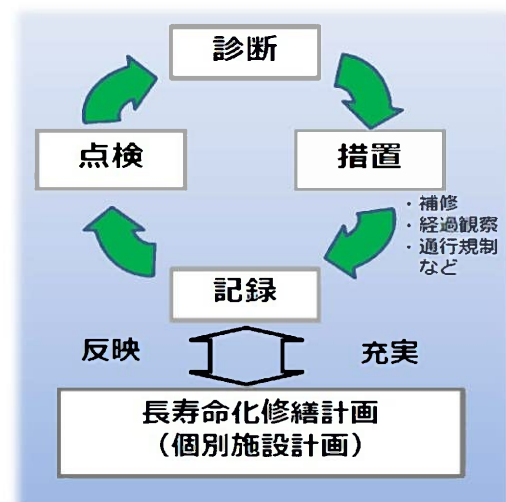 診断
点検
措置
・補修
・経過観察
・通行規制
など
記録
反映
充実
長寿命化修繕計画
（個別施設計画）